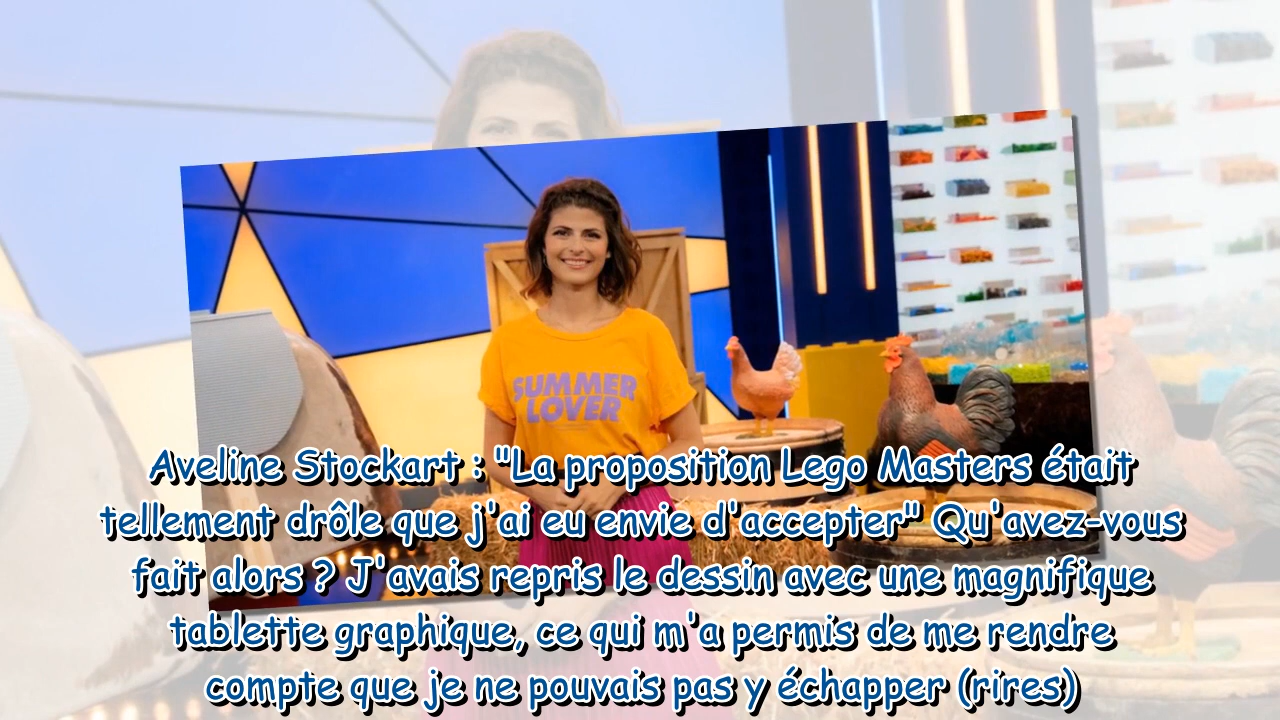 SUMMER
LOVER
Aveline Stockart : "La proposition Lego Masters était
tellement drôle que j'ai eu envie d'accepter" Qu'avez-vous
fait alors ? J'avais repris le dessin avec une magnifique
tablette graphique, ce qui m'a permis de me rendre
compte que je ne pouvais pas y échapper (rires)